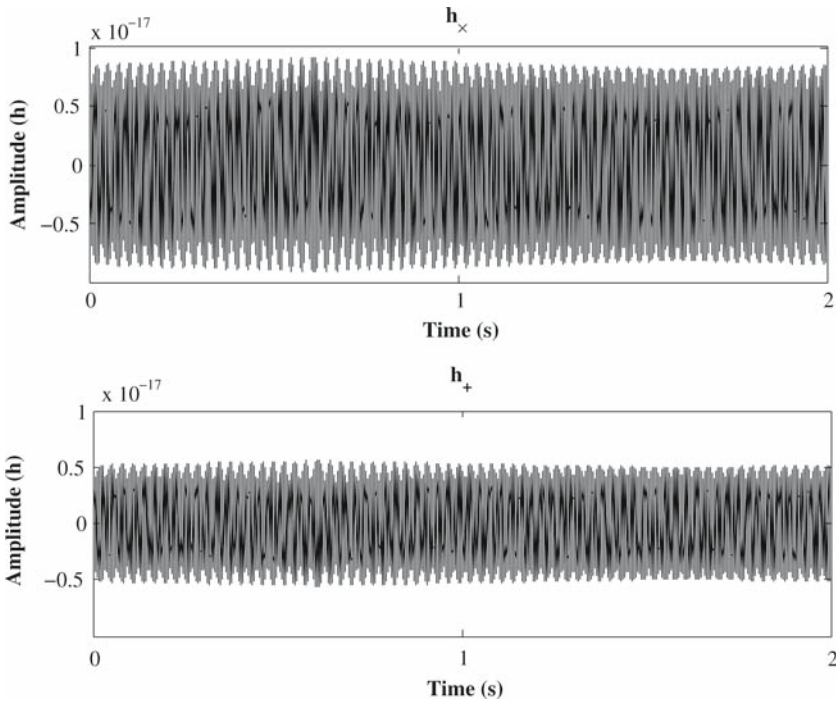 h×
x 10⁻¹⁷
1
0.5
0
−0.5
Amplitude (h)
0 1 2
Time (s)
h₊
x 10⁻¹⁷
1
0.5
0
−0.5
Amplitude (h)
0 1 2
Time (s)